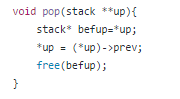 void pop(stack **up){
    stack* befup=*up;
    *up = (*up)->prev;
    free(befup);
}